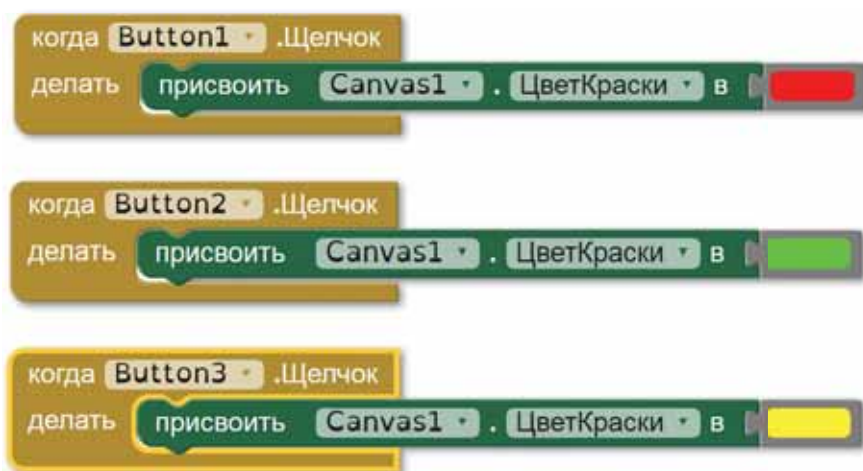 когда Button1 .Щелчок
делать присвоить Canvas1 . ЦветКраски в
когда Button2 .Щелчок
делать присвоить Canvas1 . ЦветКраски в
когда Button3 .Щелчок
делать присвоить Canvas1 . ЦветКраски в